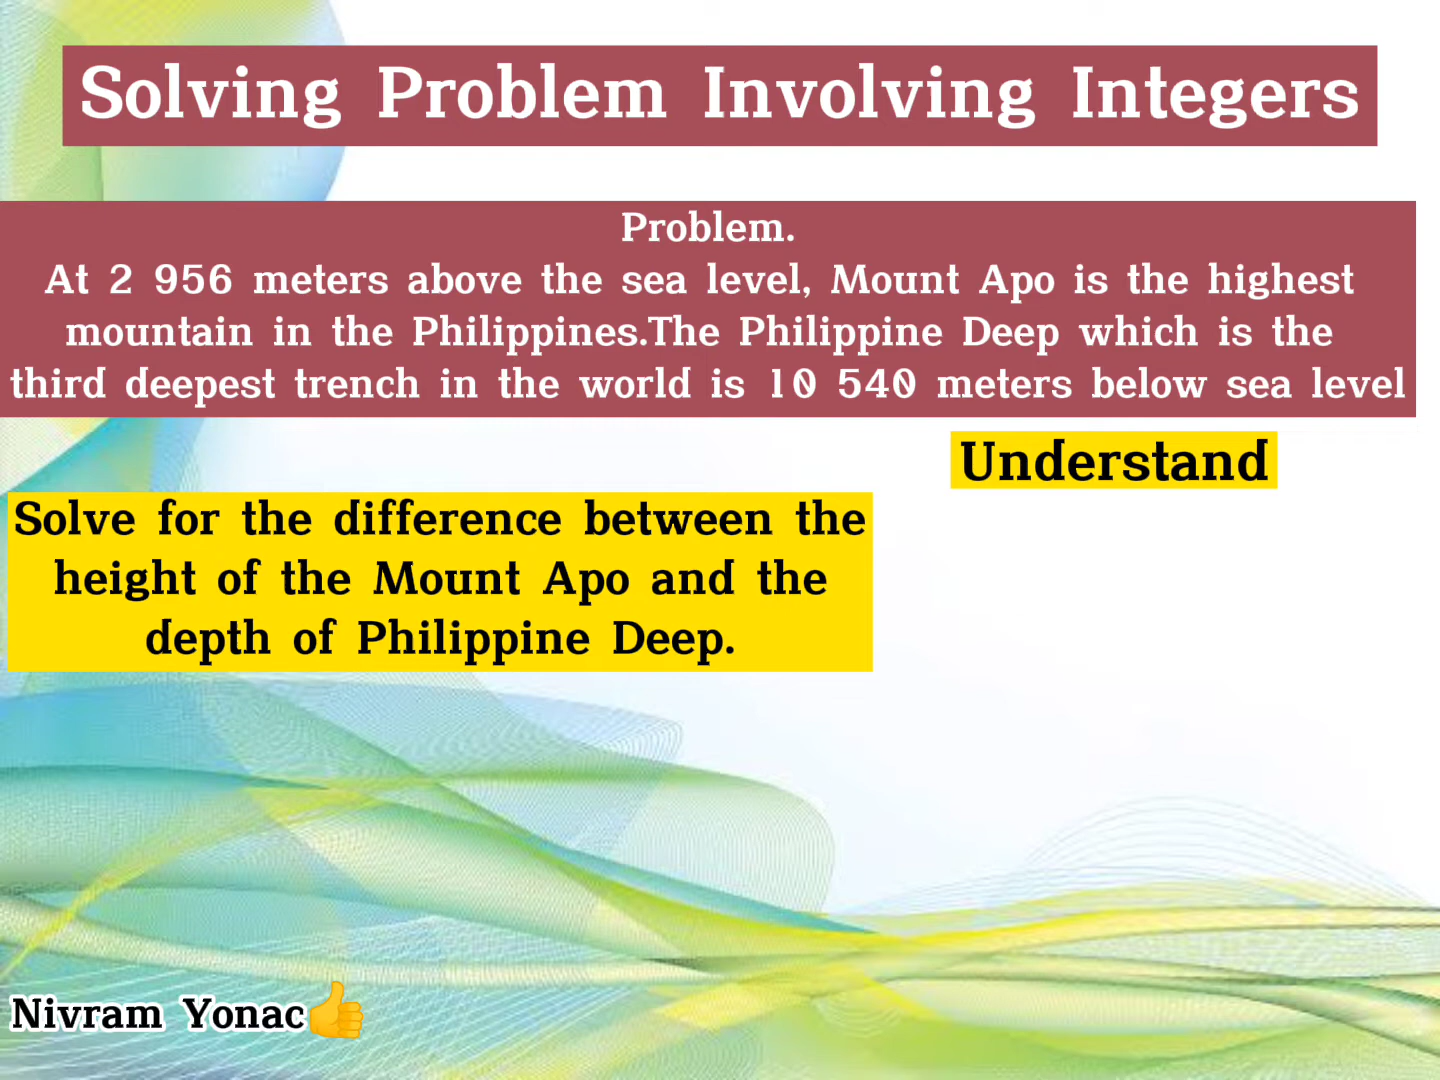 Solving Problem Involving Integers
Problem.
At 2 956 meters above the sea level, Mount Apo is the highest
mountain in the Philippines.The Philippine Deep which is the
third deepest trench in the world is 10 540 meters below sea level
Understand
Solve for the difference between the
height of the Mount Apo and the
depth of Philippine Deep.
Nivram Yonac👍